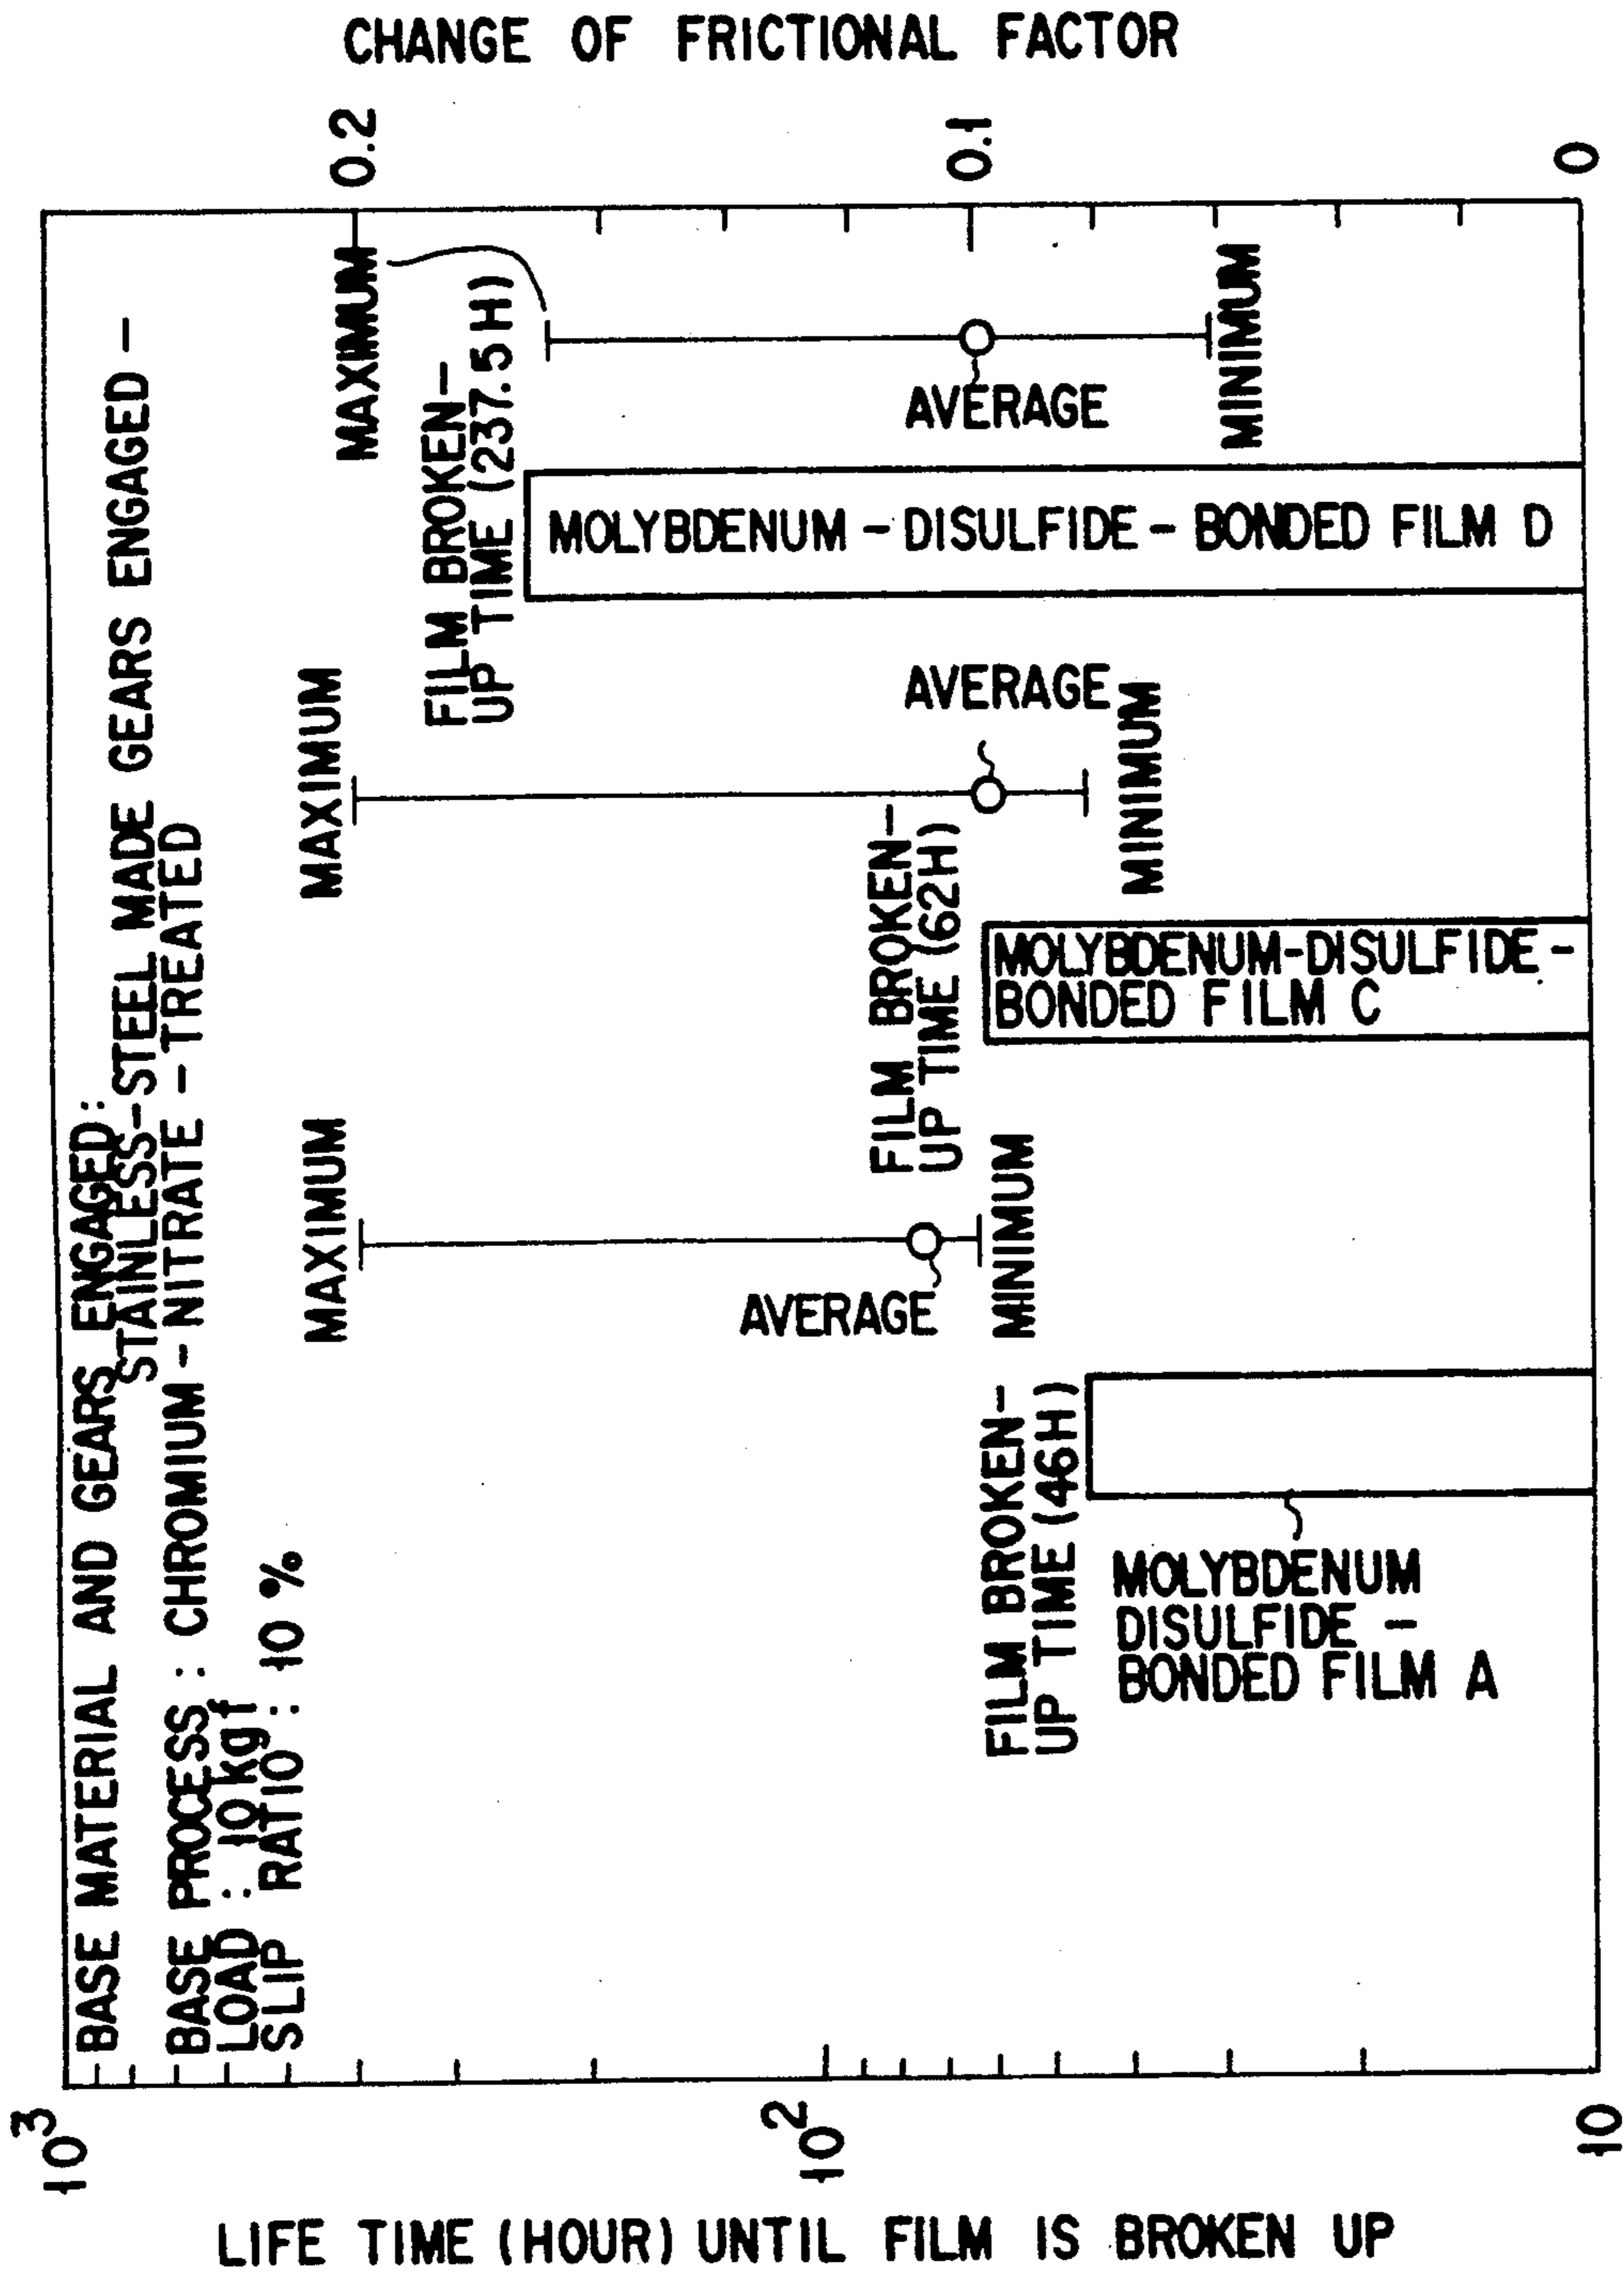 BASE MATERIAL AND GEARS ENGAGED:
STAINLESS-STEEL MADE GEARS ENGAGED-
BASE PROCESS: CHROMIUM-NITRATE-TREATED
LOAD: 10 kgf
SLIP RATIO: 10 %
LIFE TIME (HOUR) UNTIL FILM IS BROKEN UP
10³
10²
10
FILM BROKEN-
UP TIME (46H)
MOLYBDENUM
DISULFIDE-
BONDED FILM A
MAXIMUM
AVERAGE
MINIMUM
FILM BROKEN-
UP TIME (62H)
MOLYBDENUM-DISULFIDE-
BONDED FILM C
MAXIMUM
AVERAGE
MINIMUM
FILM BROKEN-
UP TIME (237.5H)
MOLYBDENUM-DISULFIDE-BONDED FILM D
MAXIMUM
AVERAGE
MINIMUM
0.2
0.1
0
CHANGE OF FRICTIONAL FACTOR